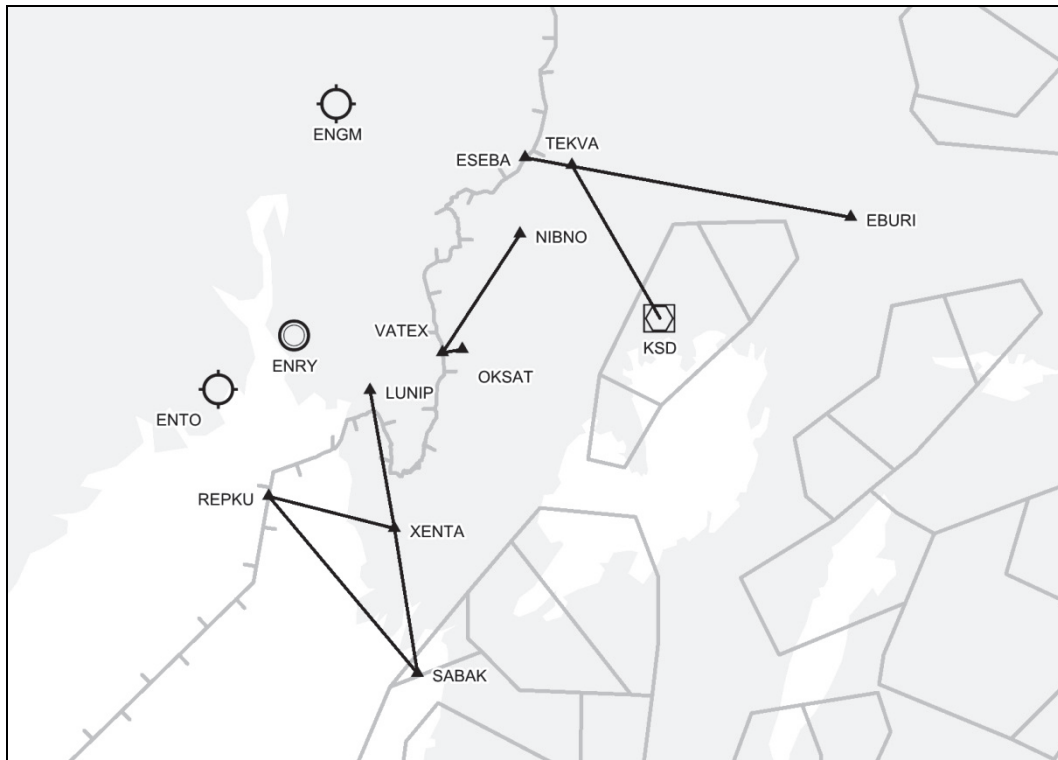 ENGM
TEKVA
ESEBA
EBURI
NIBNO
VATEX
KSD
ENRY
OKSAT
LUNIP
ENTO
REPKU
XENTA
SABAK